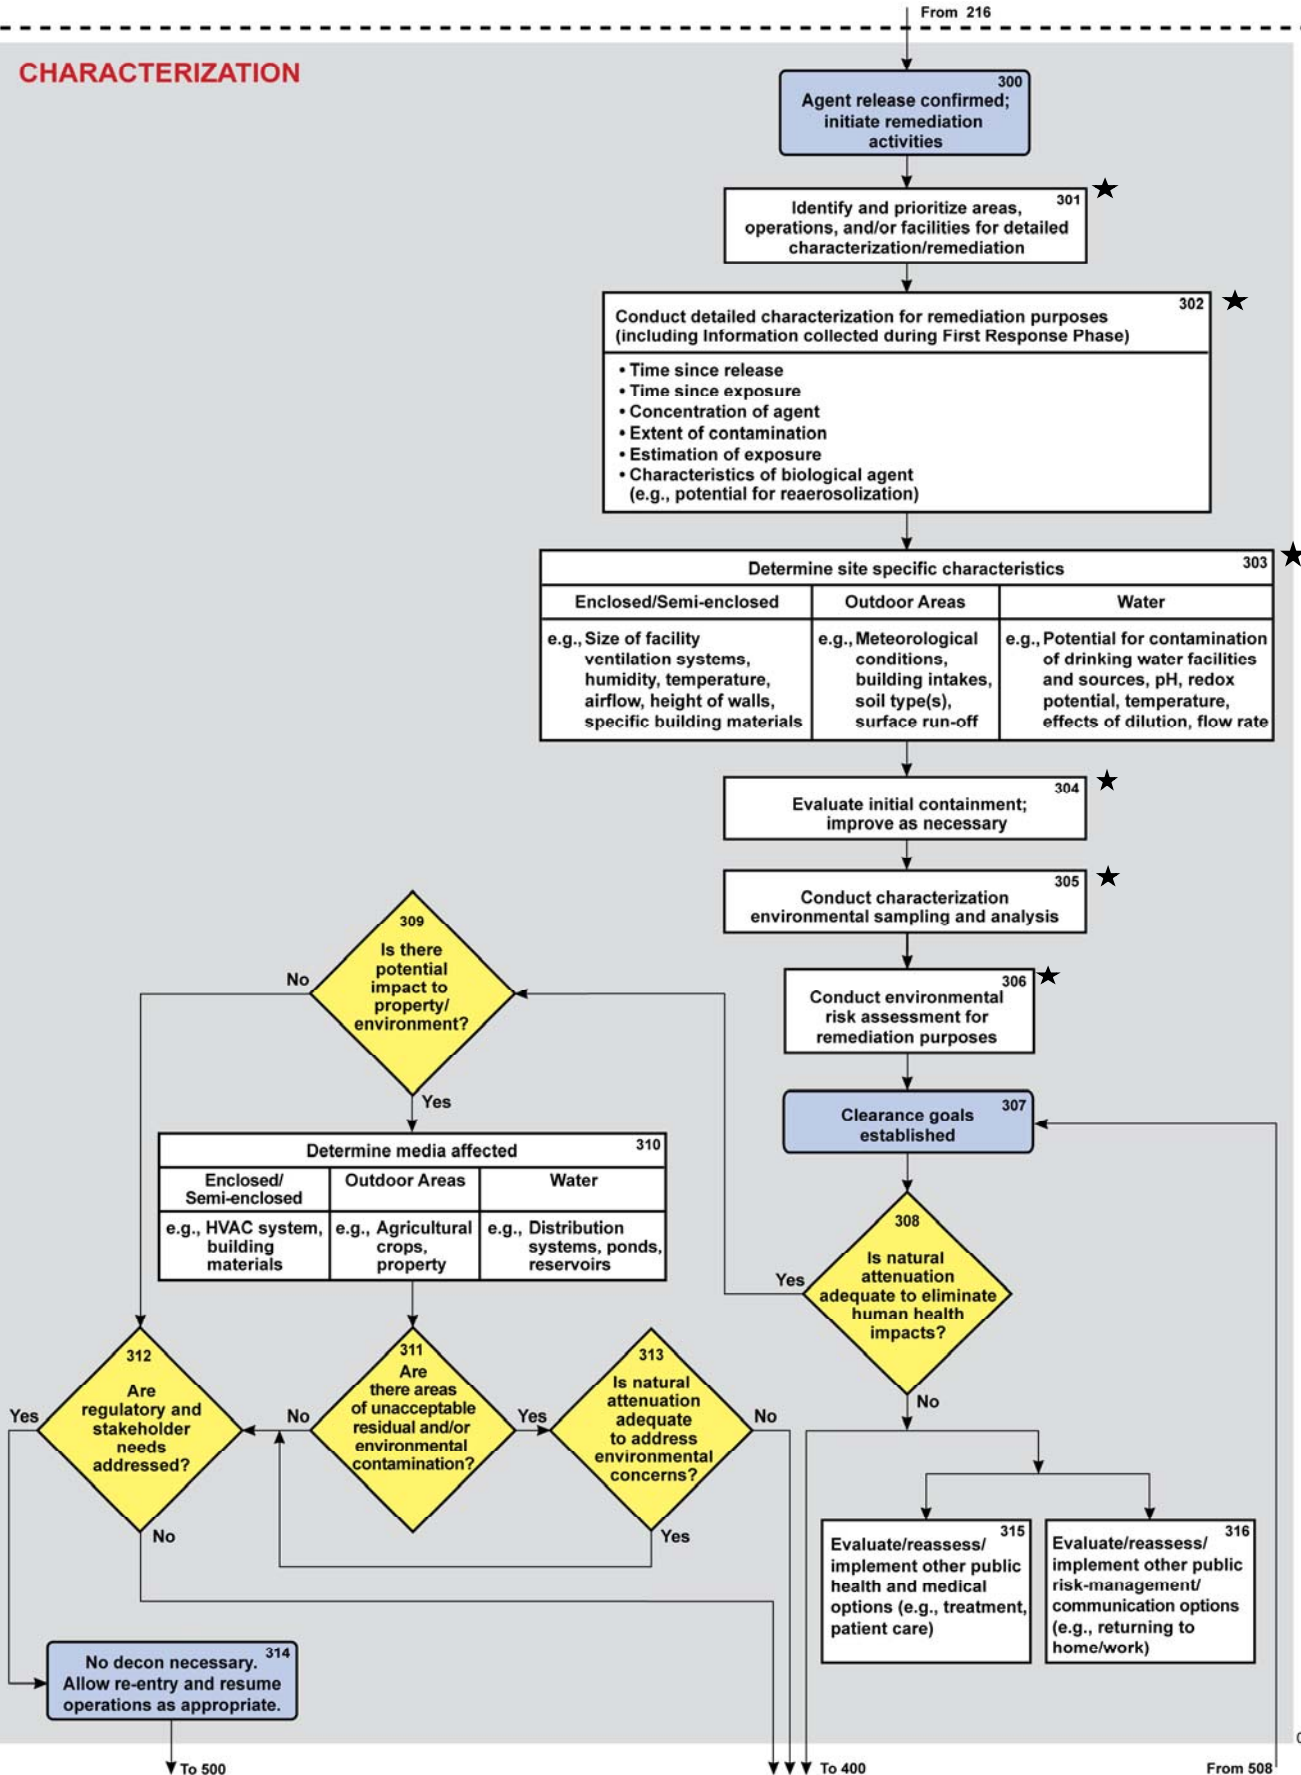 From 216
CHARACTERIZATION
300
Agent release confirmed;
initiate remediation
activities
301
Identify and prioritize areas,
operations, and/or facilities for detailed
characterization/remediation
302
Conduct detailed characterization for remediation purposes
(including Information collected during First Response Phase)
• Time since release
• Time since exposure
• Concentration of agent
• Extent of contamination
• Estimation of exposure
• Characteristics of biological agent
(e.g., potential for reaerosolization)
303
Determine site specific characteristics
Enclosed/Semi-enclosed
e.g., Size of facility
ventilation systems,
humidity, temperature,
airflow, height of walls,
specific building materials
Outdoor Areas
e.g., Meteorological
conditions,
building intakes,
soil type(s),
surface run-off
Water
e.g., Potential for contamination
of drinking water facilities
and sources, pH, redox
potential, temperature,
effects of dilution, flow rate
304
Evaluate initial containment;
improve as necessary
305
Conduct characterization
environmental sampling and analysis
306
Conduct environmental
risk assessment for
remediation purposes
307
Clearance goals
established
308
Is natural
attenuation
adequate to eliminate
human health
impacts?
Yes
No
309
Is there
potential
impact to
property/
environment?
No
Yes
310
Determine media affected
Enclosed/
Semi-enclosed
e.g., HVAC system,
building
materials
Outdoor Areas
e.g., Agricultural
crops,
property
Water
e.g., Distribution
systems, ponds,
reservoirs
312
Are
regulatory and
stakeholder
needs
addressed?
Yes
No
311
Are
there areas
of unacceptable
residual and/or
environmental
contamination?
No
Yes
313
Is natural
attenuation
adequate
to address
environmental
concerns?
No
Yes
315
Evaluate/reassess/
implement other public
health and medical
options (e.g., treatment,
patient care)
316
Evaluate/reassess/
implement other public
risk-management/
communication options
(e.g., returning to
home/work)
314
No decon necessary.
Allow re-entry and resume
operations as appropriate.
To 500
To 400
From 508